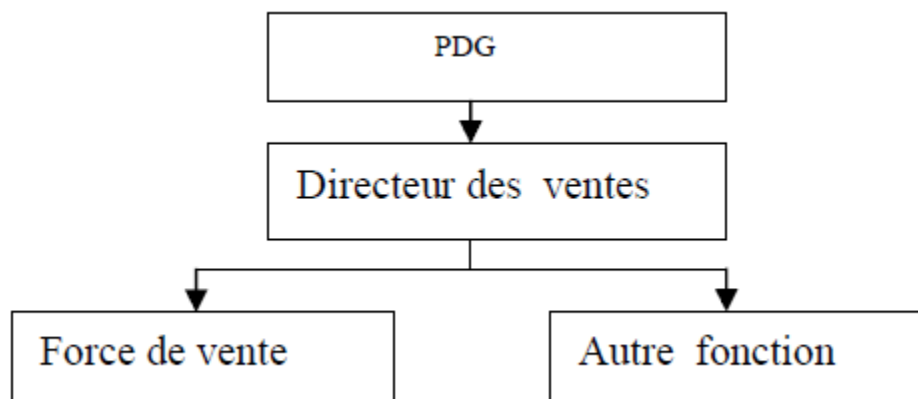 PDG
Directeur des ventes
Force de vente
Autre fonction